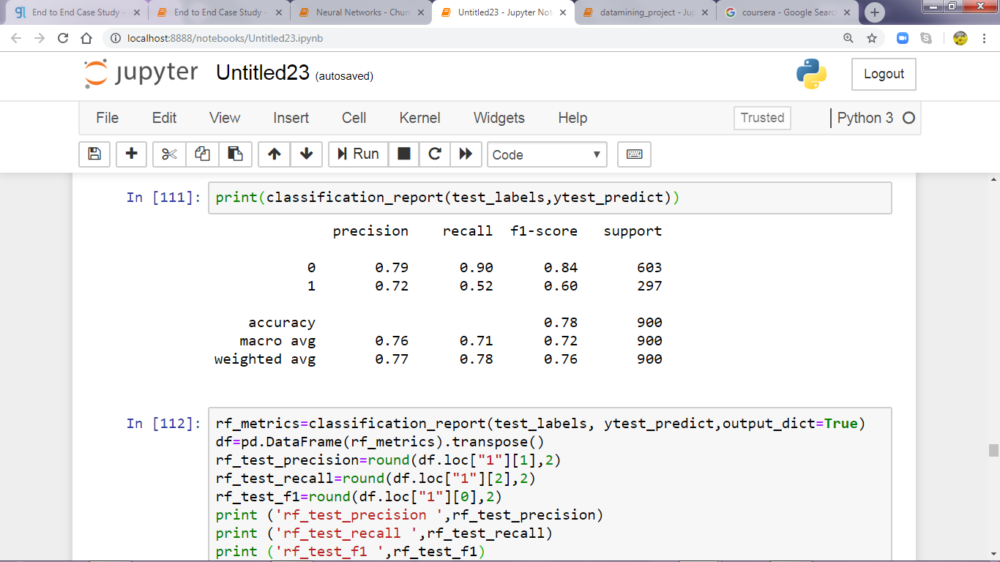 End to End Case Study -
End to End Case Study -
Neural Networks - Chur
Untitled23 - Jupyter Not
datamining_project - Jup
coursera - Google Searc
localhost:8888/notebooks/Untitled23.ipynb
jupyter Untitled23 (autosaved)
Logout
File Edit View Insert Cell Kernel Widgets Help
Trusted
Python 3
Run
Code
In [111]: print(classification_report(test_labels,ytest_predict))
precision recall f1-score support
0 0.79 0.90 0.84 603
1 0.72 0.52 0.60 297
accuracy 0.78 900
macro avg 0.76 0.71 0.72 900
weighted avg 0.77 0.78 0.76 900
In [112]: rf_metrics=classification_report(test_labels, ytest_predict,output_dict=True)
df=pd.DataFrame(rf_metrics).transpose()
rf_test_precision=round(df.loc["1"][1],2)
rf_test_recall=round(df.loc["1"][2],2)
rf_test_f1=round(df.loc["1"][0],2)
print ('rf_test_precision ',rf_test_precision)
print ('rf_test_recall ',rf_test_recall)
print ('rf_test_f1 ',rf_test_f1)